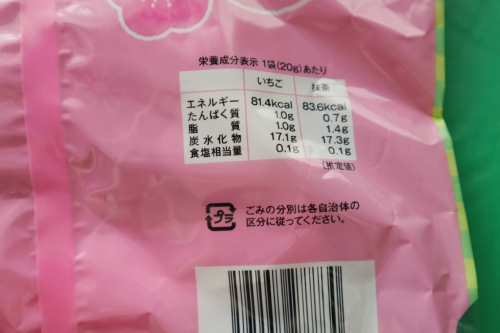 栄養成分表示 1袋(20g)あたり
いちご 抹茶
エネルギー 81.4kcal 83.6kcal
たんぱく質 1.0g 0.7g
脂質 1.0g 1.4g
炭水化物 17.1g 17.3g
食塩相当量 0.1g 0.1g
(推定値)
プラ
ごみの分別は各自治体の
区分に従ってください。